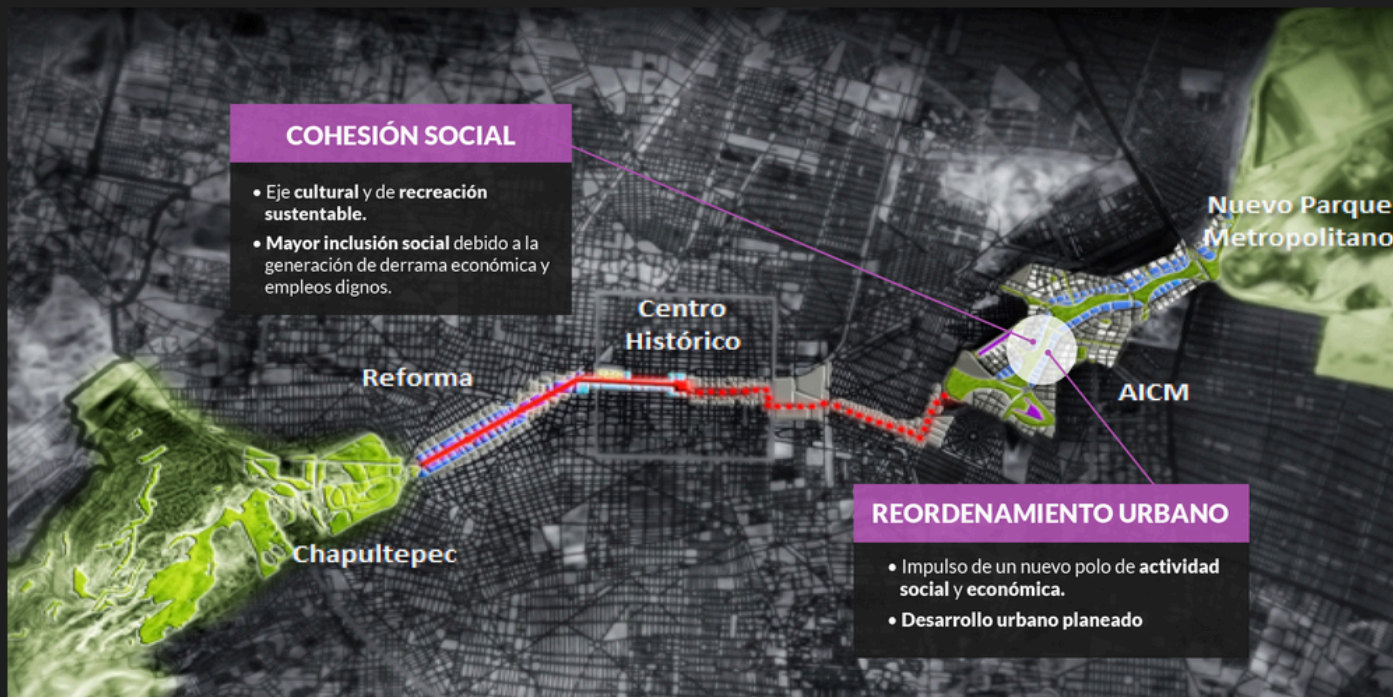 COHESIÓN SOCIAL
• Eje cultural y de recreación
sustentable.
• Mayor inclusión social debido a la
generación de derrama económica y
empleos dignos.
Nuevo Parque
Metropolitano
Centro
Histórico
Reforma
AICM
Chapultepec
REORDENAMIENTO URBANO
• Impulso de un nuevo polo de actividad
social y económica.
• Desarrollo urbano planeado